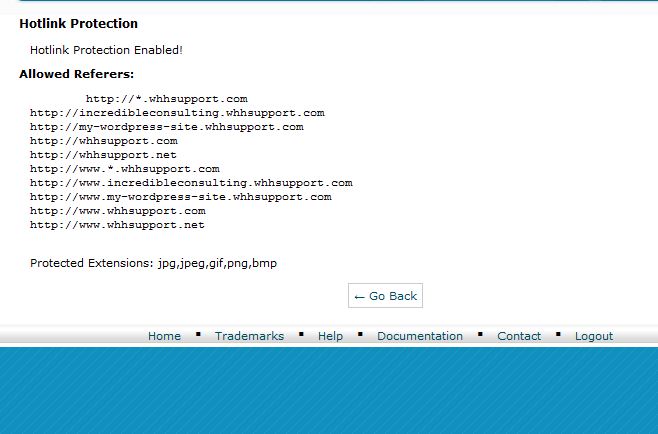 Hotlink Protection
Hotlink Protection Enabled!
Allowed Referers:
http://*.whhsupport.com
http://incredibleconsulting.whhsupport.com
http://my-wordpress-site.whhsupport.com
http://whhsupport.com
http://whhsupport.net
http://www.*.whhsupport.com
http://www.incredibleconsulting.whhsupport.com
http://www.my-wordpress-site.whhsupport.com
http://www.whhsupport.com
http://www.whhsupport.net
Protected Extensions: jpg,jpeg,gif,png,bmp
← Go Back
Home ▪ Trademarks ▪ Help ▪ Documentation ▪ Contact ▪ Logout